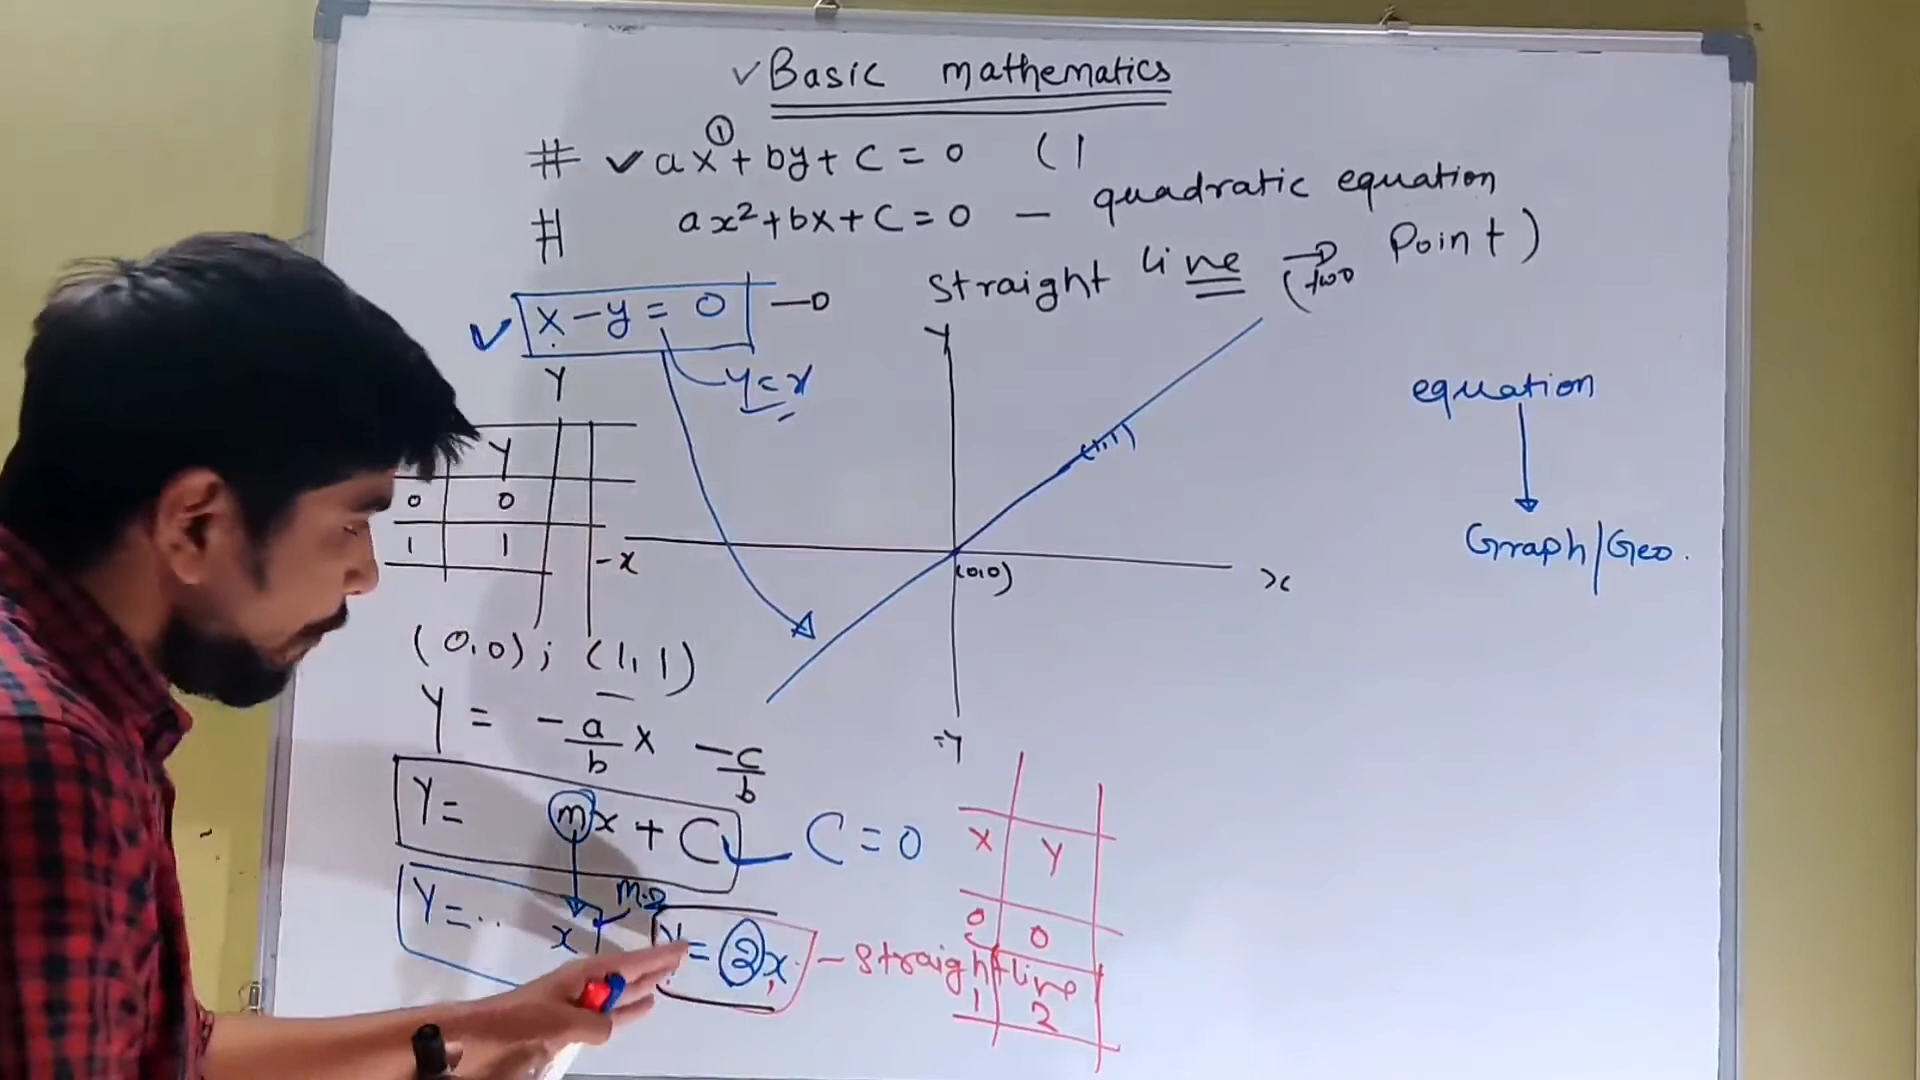 ✓ Basic mathematics
# ✓ ax① + by + C = 0 ( 1
# ax² + bx + C = 0 — quadratic equation
straight line → (two Point)
✓ x - y = 0 —0
y = x
Y
Y
0 0
1 1
-x
(0,0) ; (1,1)
Y = -a/b x - c/b
Y = mx + C C = 0
Y = .. x
Y = 2x - straight line
Y
(1,1)
(0,0)
x
-Y
equation
↓
Graph/Geo.
X Y
0 0
1 2